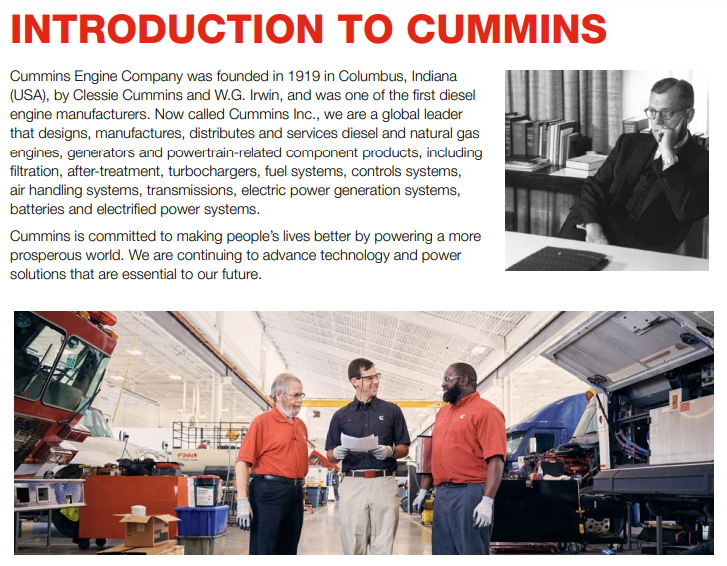 INTRODUCTION TO CUMMINS
Cummins Engine Company was founded in 1919 in Columbus, Indiana
(USA), by Clessie Cummins and W.G. Irwin, and was one of the first diesel
engine manufacturers. Now called Cummins Inc., we are a global leader
that designs, manufactures, distributes and services diesel and natural gas
engines, generators and powertrain-related component products, including
filtration, after-treatment, turbochargers, fuel systems, controls systems,
air handling systems, transmissions, electric power generation systems,
batteries and electrified power systems.
Cummins is committed to making people’s lives better by powering a more
prosperous world. We are continuing to advance technology and power
solutions that are essential to our future.
FINN